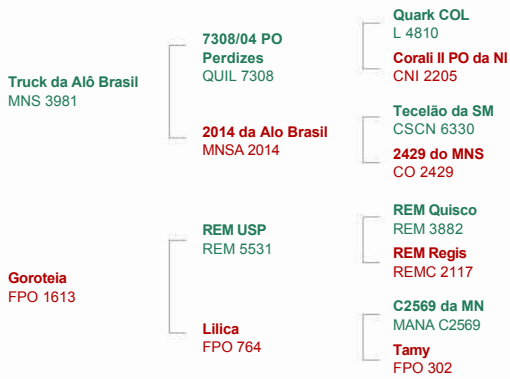 Truck da Alô Brasil
MNS 3981
Goroteia
FPO 1613
7308/04 PO
Perdizes
QUIL 7308
2014 da Alo Brasil
MNSA 2014
REM USP
REM 5531
Lilica
FPO 764
Quark COL
L 4810
Corali II PO da NI
CNI 2205
Tecelão da SM
CSCN 6330
2429 do MNS
CO 2429
REM Quisco
REM 3882
REM Regis
REMC 2117
C2569 da MN
MANA C2569
Tamy
FPO 302